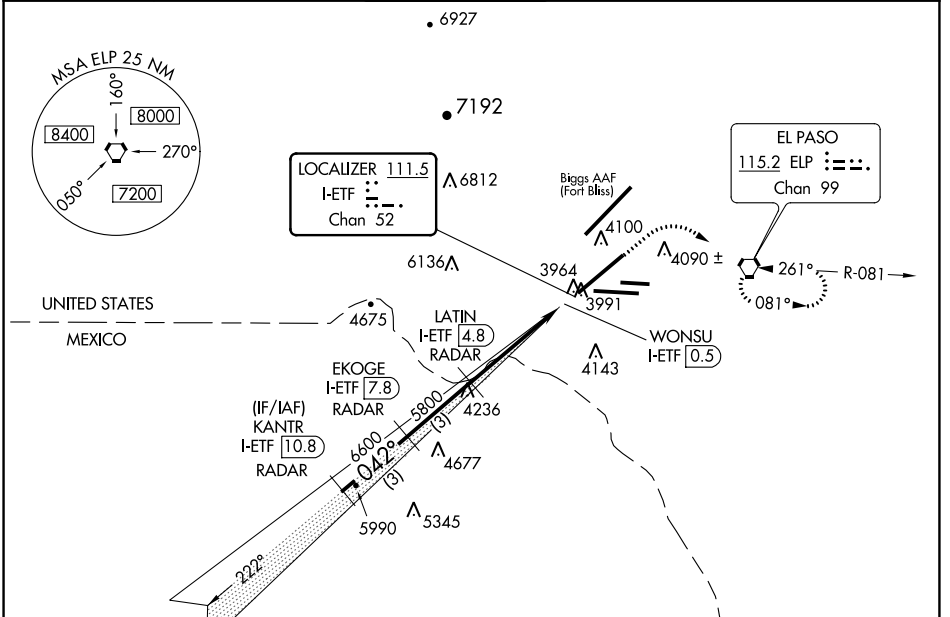 6927
MSA ELP 25 NM
160°
8000
8400
270°
050°
7200
7192
LOCALIZER 111.5
I-ETF
Chan 52
6812
Biggs AAF
(Fort Bliss)
EL PASO
115.2 ELP
Chan 99
4100
4090 ±
6136
3964
3991
261°
R-081
081°
UNITED STATES
MEXICO
4675
LATIN
I-ETF 4.8
RADAR
WONSU
I-ETF 0.5
4143
EKOGE
I-ETF 7.8
RADAR
5800
(3)
4236
(IF/IAF)
KANTR
I-ETF 10.8
RADAR
6600
042°
(3)
4677
5990
5345
222°